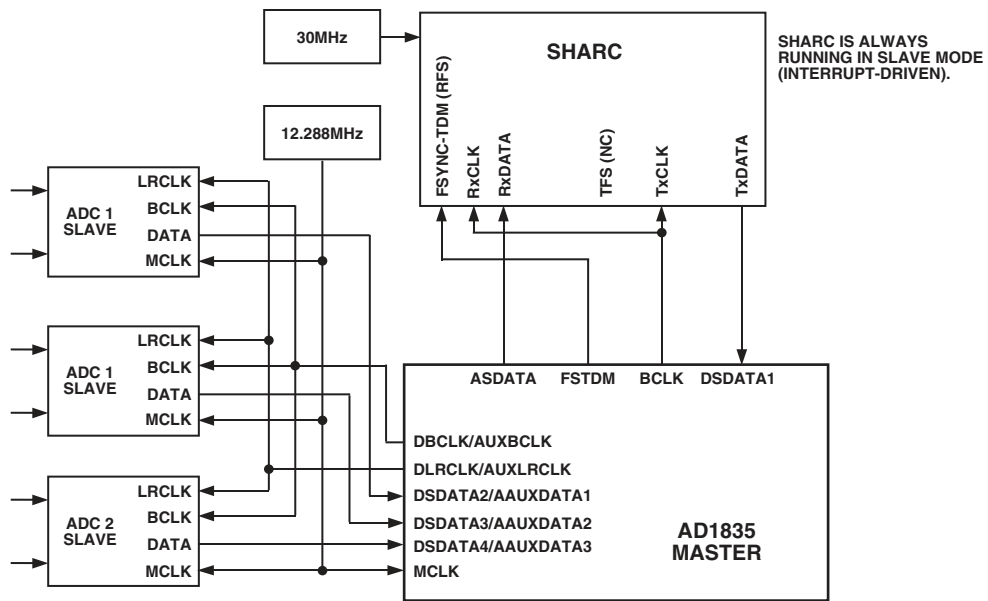 30MHz
SHARC
SHARC IS ALWAYS
RUNNING IN SLAVE MODE
(INTERRUPT-DRIVEN).
12.288MHz
FSYNC-TDM (RFS)
RxCLK
RxDATA
TFS (NC)
TxCLK
TxDATA
ADC 1
SLAVE
LRCLK
BCLK
DATA
MCLK
ADC 1
SLAVE
LRCLK
BCLK
DATA
MCLK
ADC 2
SLAVE
LRCLK
BCLK
DATA
MCLK
ASDATA
FSTDM
BCLK
DSDATA1
DBCLK/AUXBCLK
DLRCLK/AUXLRCLK
DSDATA2/AAUXDATA1
DSDATA3/AAUXDATA2
DSDATA4/AAUXDATA3
MCLK
AD1835
MASTER